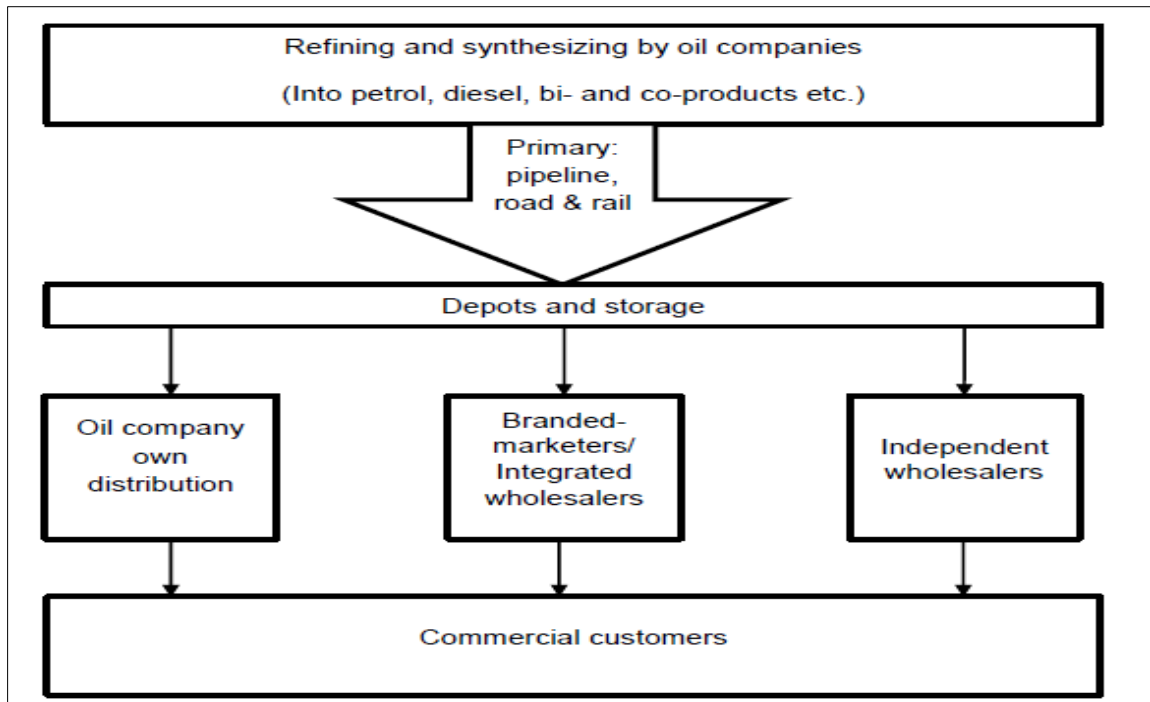 Refining and synthesizing by oil companies
(Into petrol, diesel, bi- and co-products etc.)
Primary:
pipeline,
road & rail
Depots and storage
Oil company
own
distribution
Branded-
marketers/
Integrated
wholesalers
Independent
wholesalers
Commercial customers